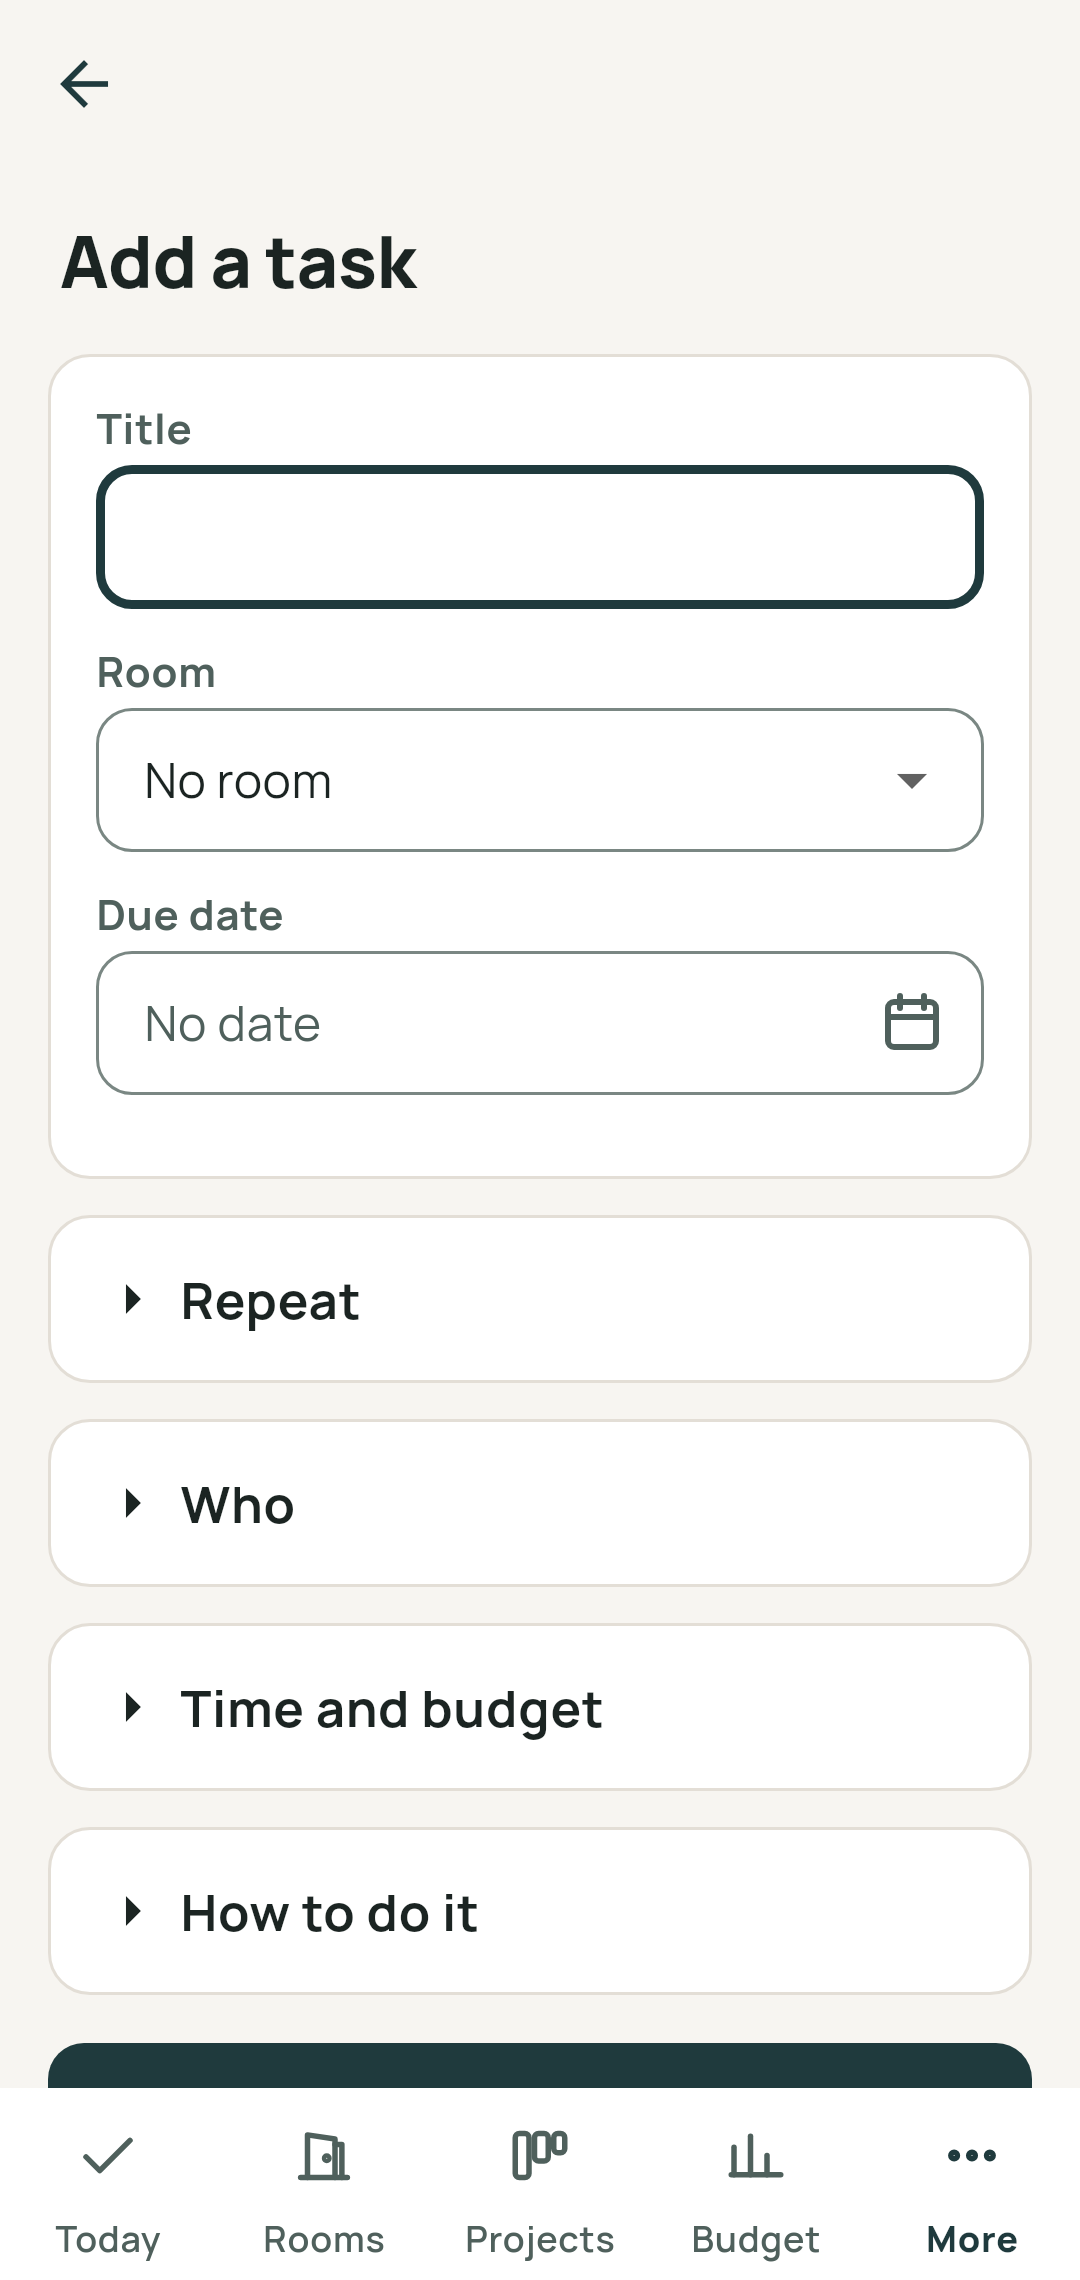 Add a task
Title
Room
No room
Due date
No date
Repeat
Who
Time and budget
How to do it
Today
Rooms
Projects
Budget
More